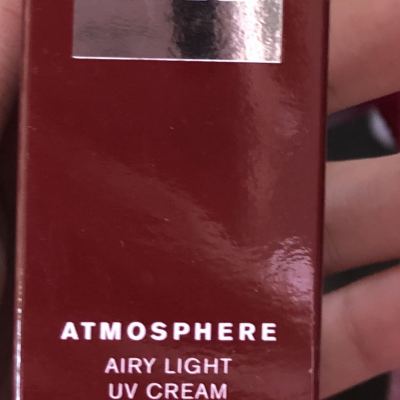 ATMOSPHERE
AIRY LIGHT
UV CREAM